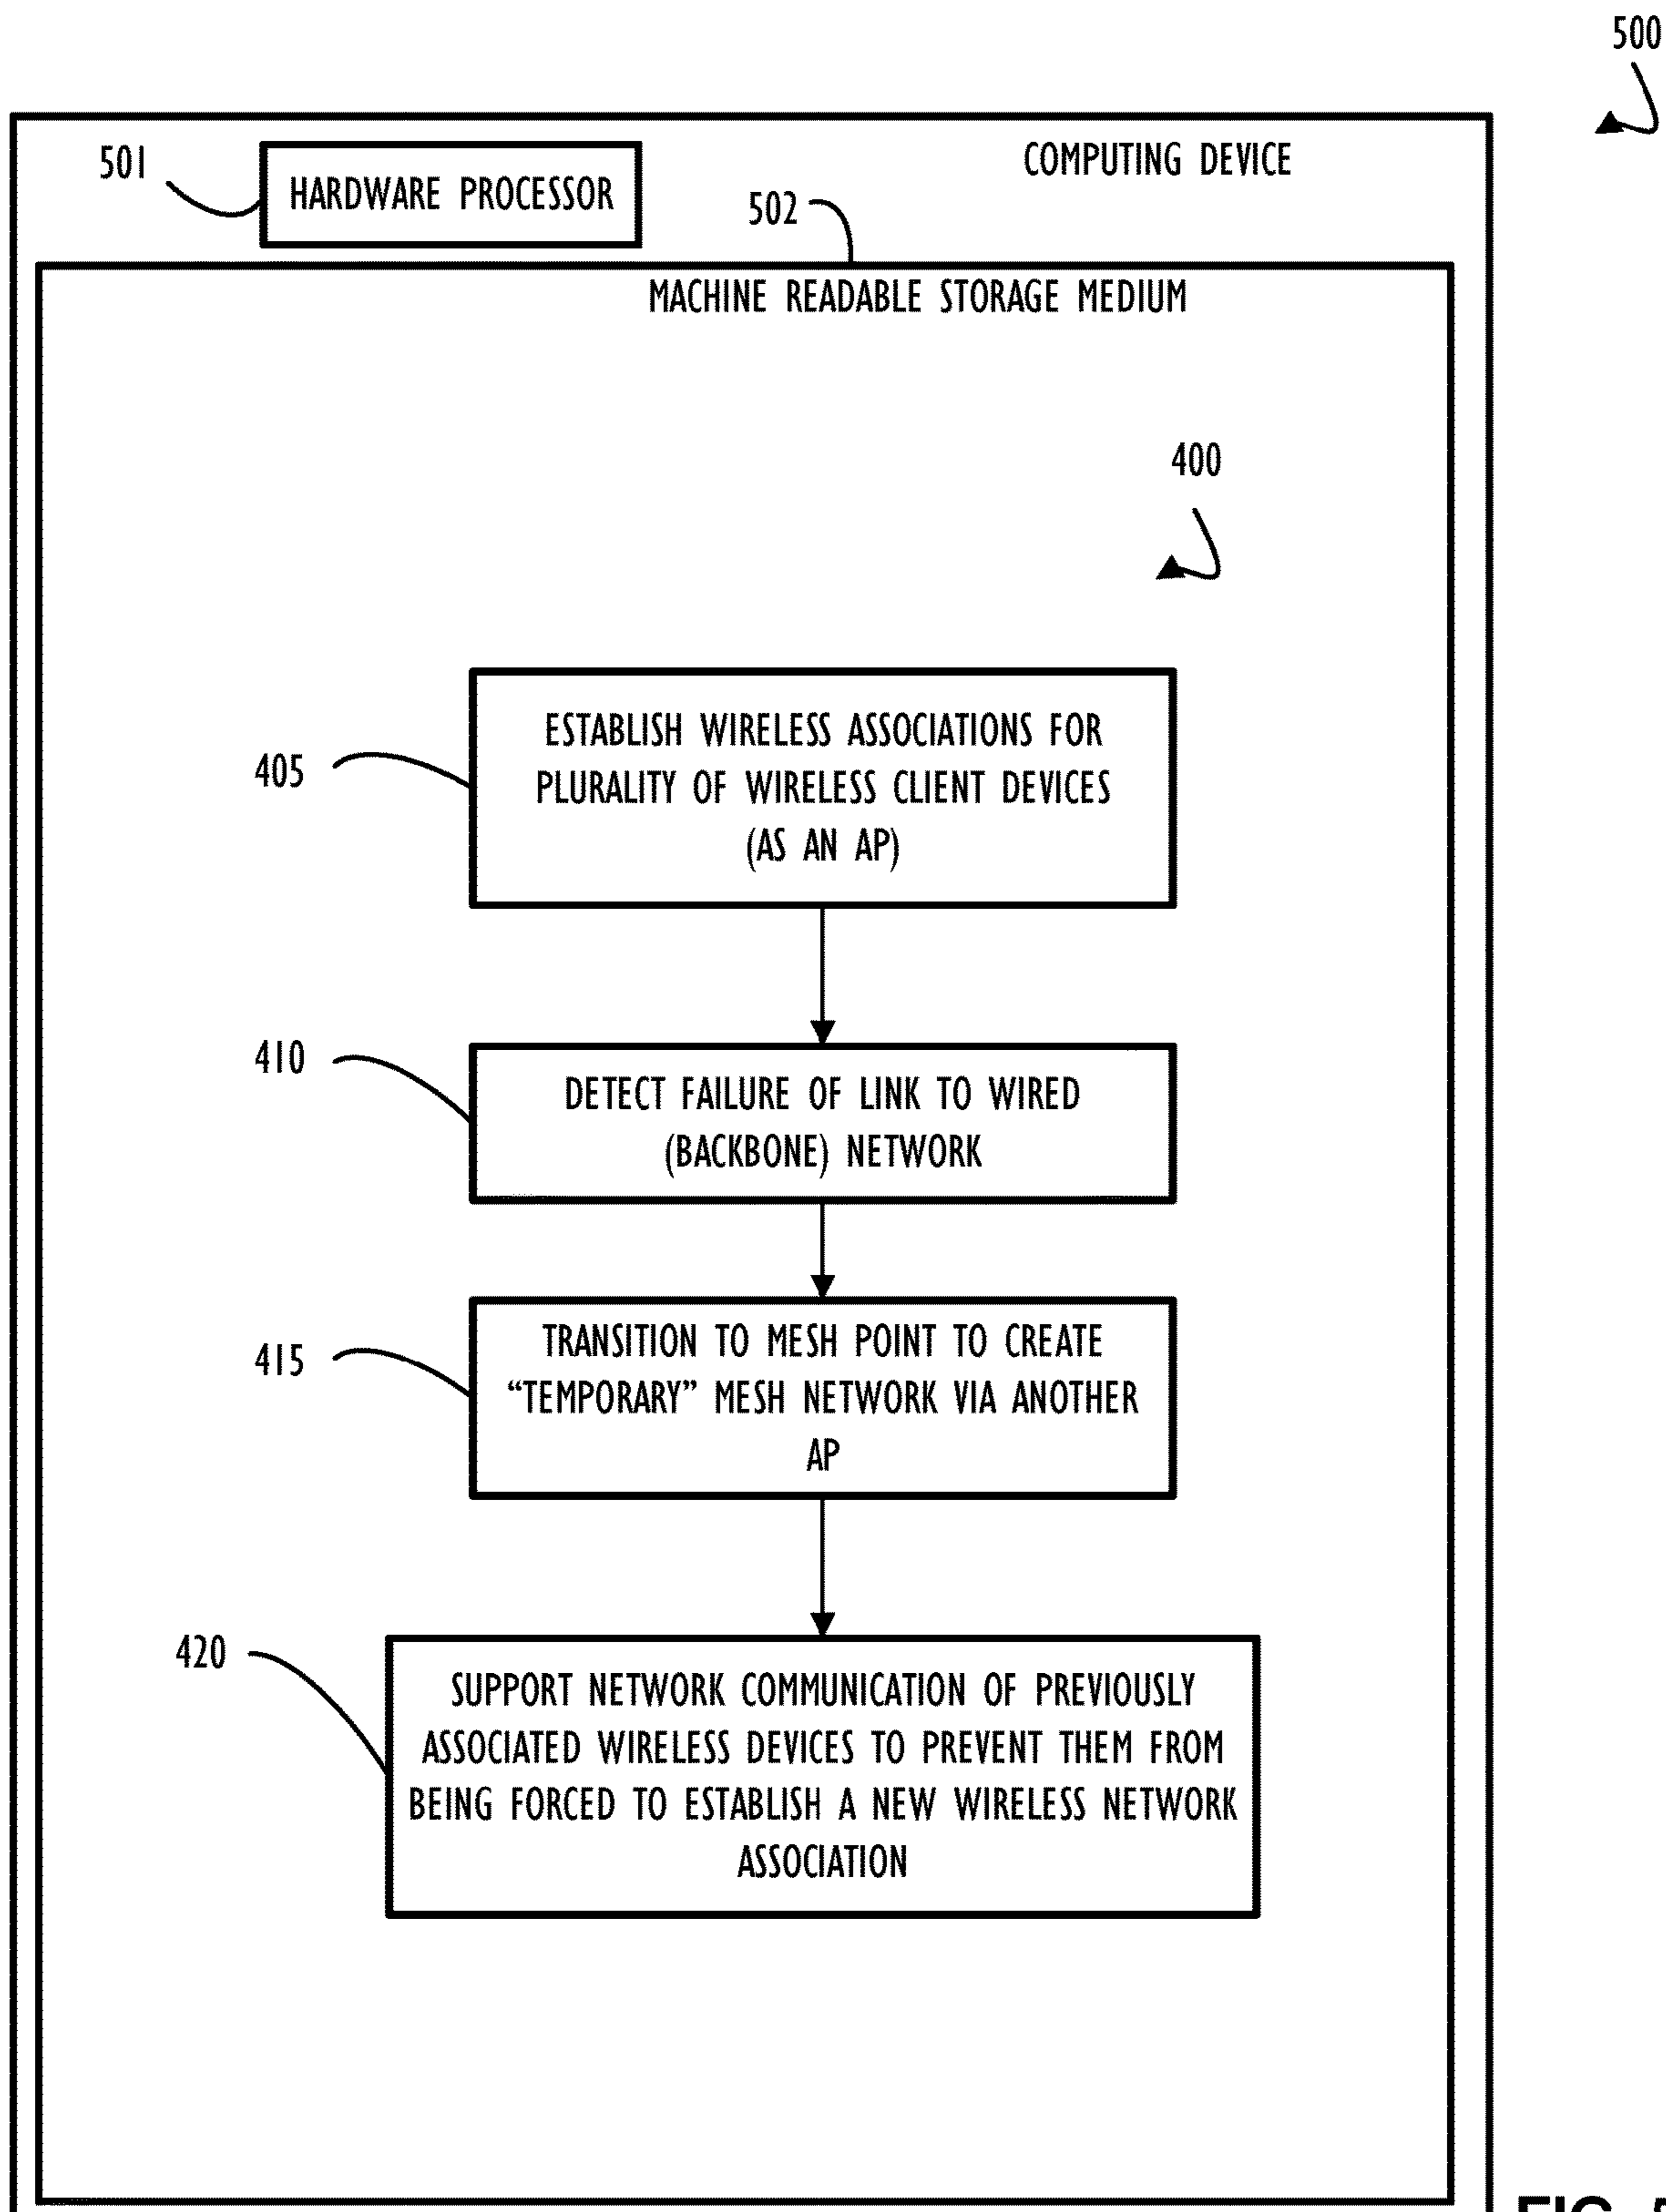 500
COMPUTING DEVICE
501
HARDWARE PROCESSOR
502
MACHINE READABLE STORAGE MEDIUM
400
405
ESTABLISH WIRELESS ASSOCIATIONS FOR
PLURALITY OF WIRELESS CLIENT DEVICES
(AS AN AP)
410
DETECT FAILURE OF LINK TO WIRED
(BACKBONE) NETWORK
415
TRANSITION TO MESH POINT TO CREATE
“TEMPORARY” MESH NETWORK VIA ANOTHER
AP
420
SUPPORT NETWORK COMMUNICATION OF PREVIOUSLY
ASSOCIATED WIRELESS DEVICES TO PREVENT THEM FROM
BEING FORCED TO ESTABLISH A NEW WIRELESS NETWORK
ASSOCIATION